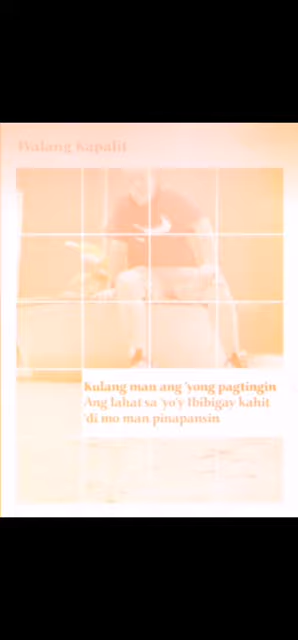 Walang Kapalit
Kulang man ang 'yong pagtingin
Ang lahat sa 'yo'y Ibibigay kahit
'di mo man pinapansin